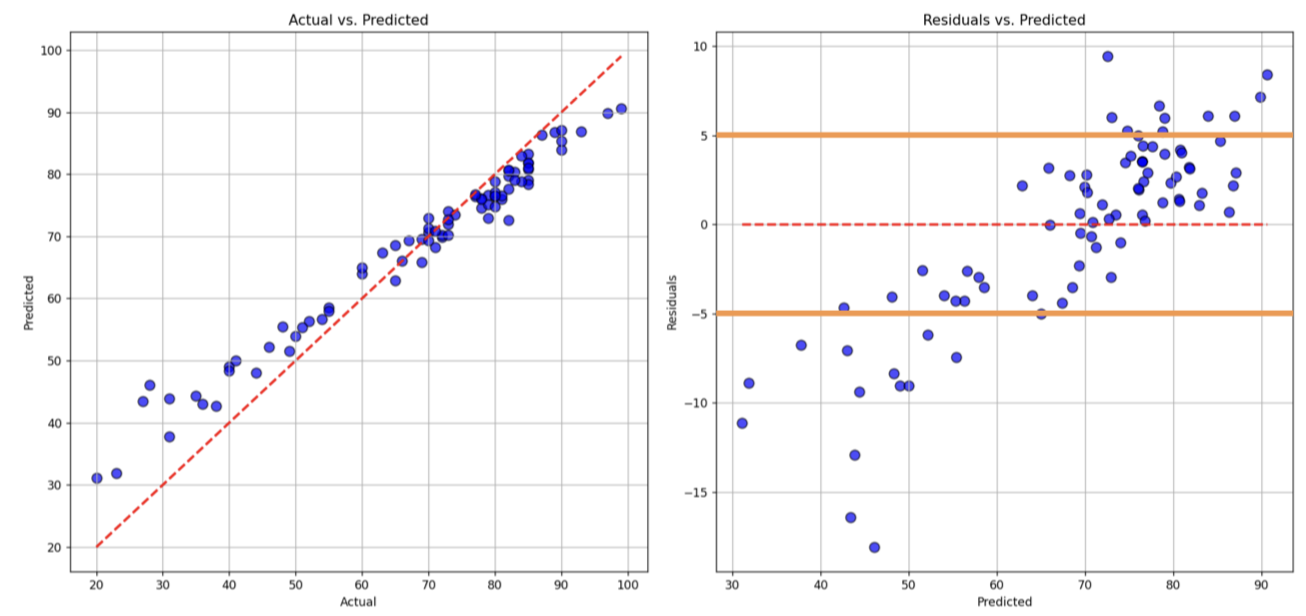 Actual vs. Predicted
100
90
80
70
60
50
40
30
20
Predicted
20 30 40 50 60 70 80 90 100
Actual
Residuals vs. Predicted
10
5
0
−5
−10
−15
Residuals
30 40 50 60 70 80 90
Predicted